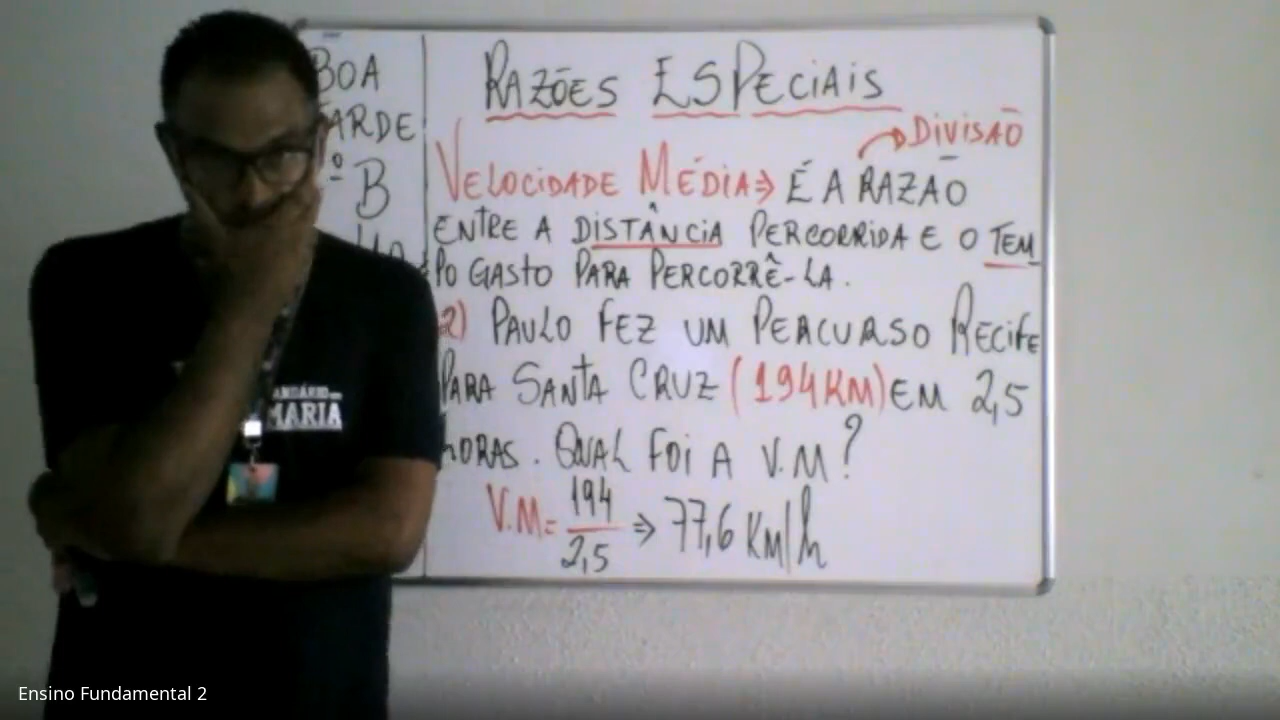 BOA
TARDE
º B
RAZÕES ESPECIAIS
DIVISÃO
VELOCIDADE MÉDIA⇒ É A RAZÃO
ENTRE A DISTÂNCIA PERCORRIDA E O TEM
PO GASTO PARA PERCORRÊ-LA.
2) PAULO FEZ UM PERCURSO RECIFE
PARA SANTA CRUZ (194KM) EM 2,5
HORAS. QUAL FOI A V.M?
V.M= 194
2,5 ⇒ 77,6 KM/h
MARIA
Ensino Fundamental 2